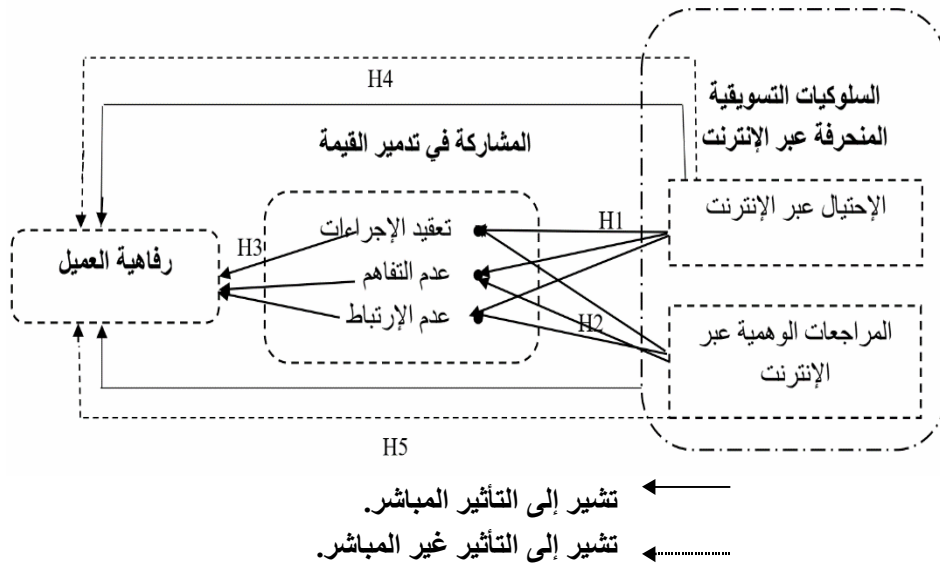 H4
السلوكيات التسويقية
المنحرفة عبر الإنترنت
المشاركة في تدمير القيمة
الإحتيال عبر الإنترنت
H1
تعقيد الإجراءات
H3
رفاهية العميل
عدم التفاهم
عدم الإرتباط
H2
المراجعات الوهمية عبر
الإنترنت
H5
تشير إلى التأثير المباشر.
تشير إلى التأثير غير المباشر.